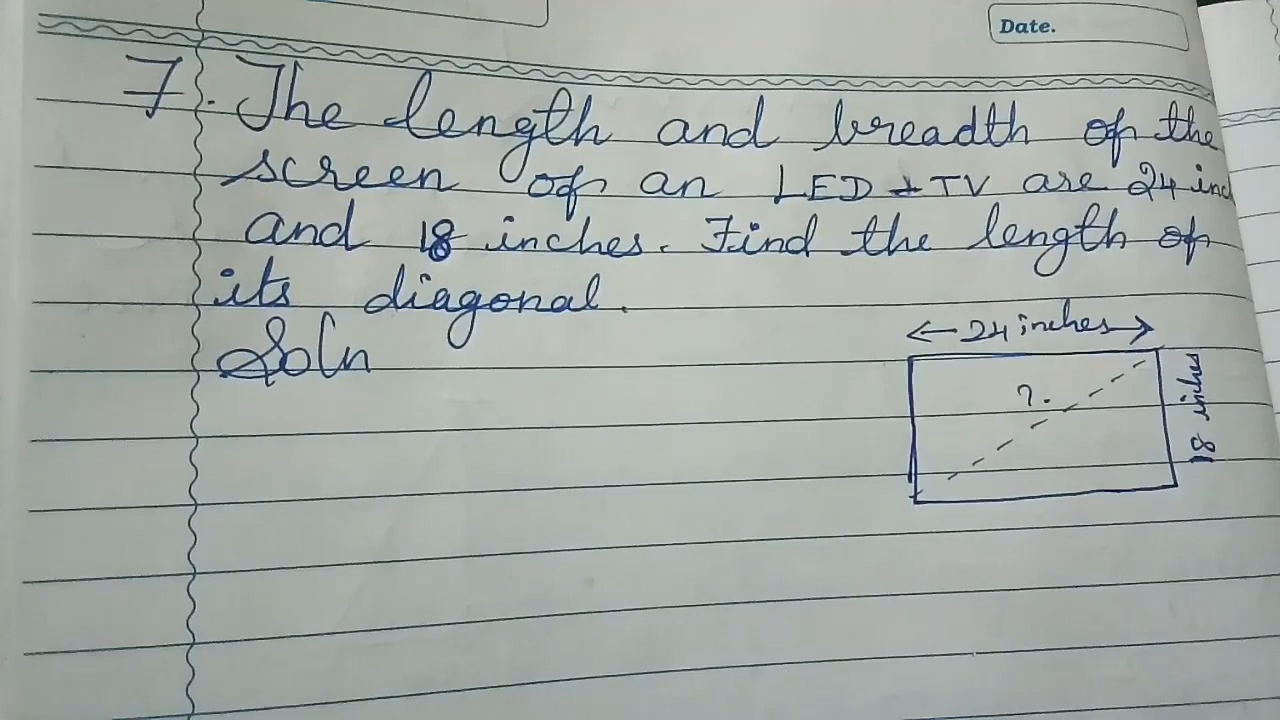 Date.
7. The length and breadth of the
screen of an LED TV are 24 inc
and 18 inches. Find the length of
its diagonal.
Soln
24 inches
?.
18 inches